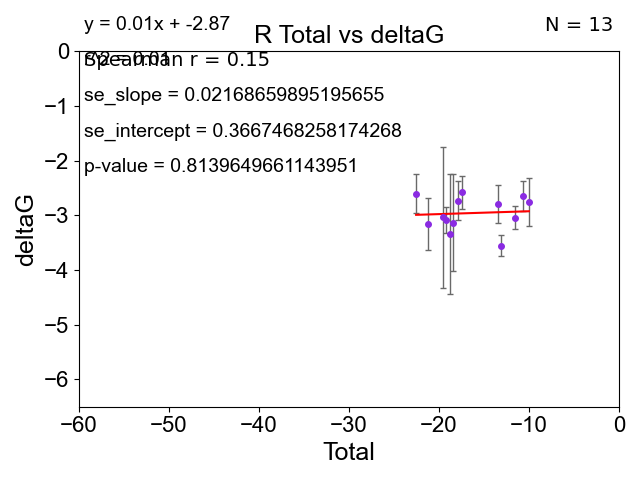 y = 0.01x + -2.87
N = 13
R Total vs deltaG
Spearman r = 0.15
se_slope = 0.02168659895195655
se_intercept = 0.3667468258174268
p-value = 0.8139649661143951
0
−1
−2
−3
−4
−5
−6
deltaG
−60
−50
−40
−30
−20
−10
0
Total